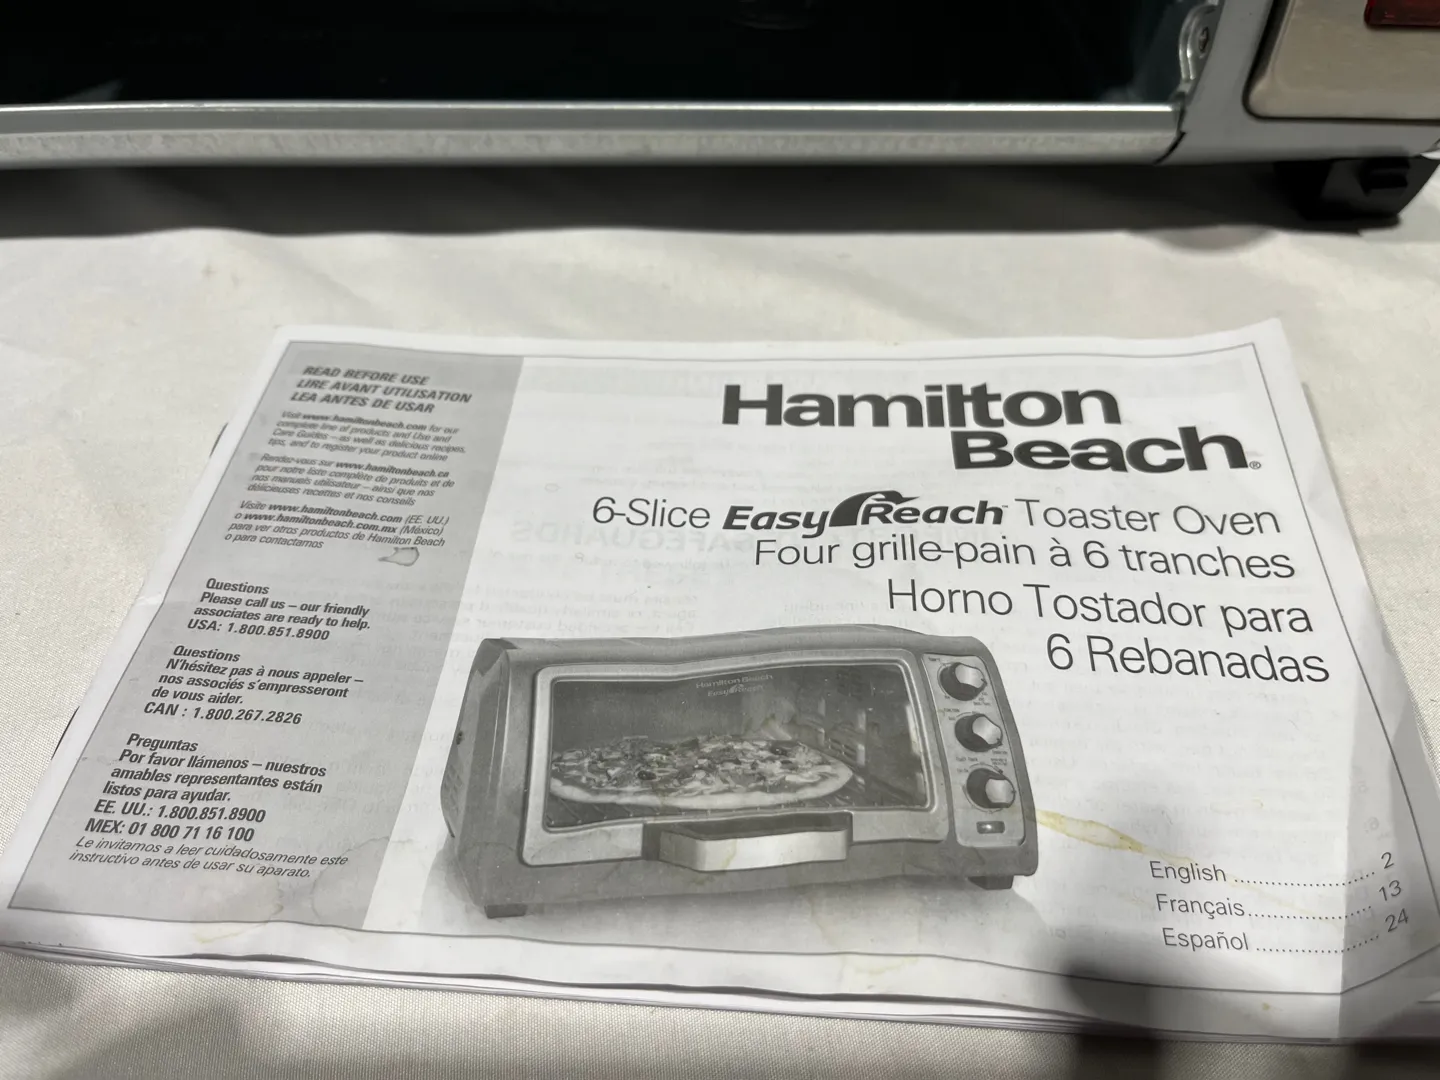 READ BEFORE USE
LIRE AVANT UTILISATION
LEA ANTES DE USAR
Visit www.hamiltonbeach.com for our
complete line of products and Use and
Care Guides – as well as delicious recipes,
tips, and to register your product online
Rendez-vous sur www.hamiltonbeach.ca
pour notre liste complète de produits et de
nos manuels utilisateur – ainsi que nos
délicieuses recettes et nos conseils
Visite www.hamiltonbeach.com (EE. UU.)
o www.hamiltonbeach.com.mx (México)
para ver otros productos de Hamilton Beach
o para contactarnos
Questions
Please call us – our friendly
associates are ready to help.
USA: 1.800.851.8900
Questions
N'hésitez pas à nous appeler –
nos associés s'empresseront
de vous aider.
CAN : 1.800.267.2826
Preguntas
Por favor llámenos – nuestros
amables representantes están
listos para ayudar.
EE. UU.: 1.800.851.8900
MEX: 01 800 71 16 100
Le invitamos a leer cuidadosamente este
instructivo antes de usar su aparato.
Hamilton
Beach®
6-Slice Easy Reach™ Toaster Oven
Four grille-pain à 6 tranches
Horno Tostador para
6 Rebanadas
Hamilton Beach
Easy Reach
English .......................... 2
Français........................ 13
Español ........................ 24